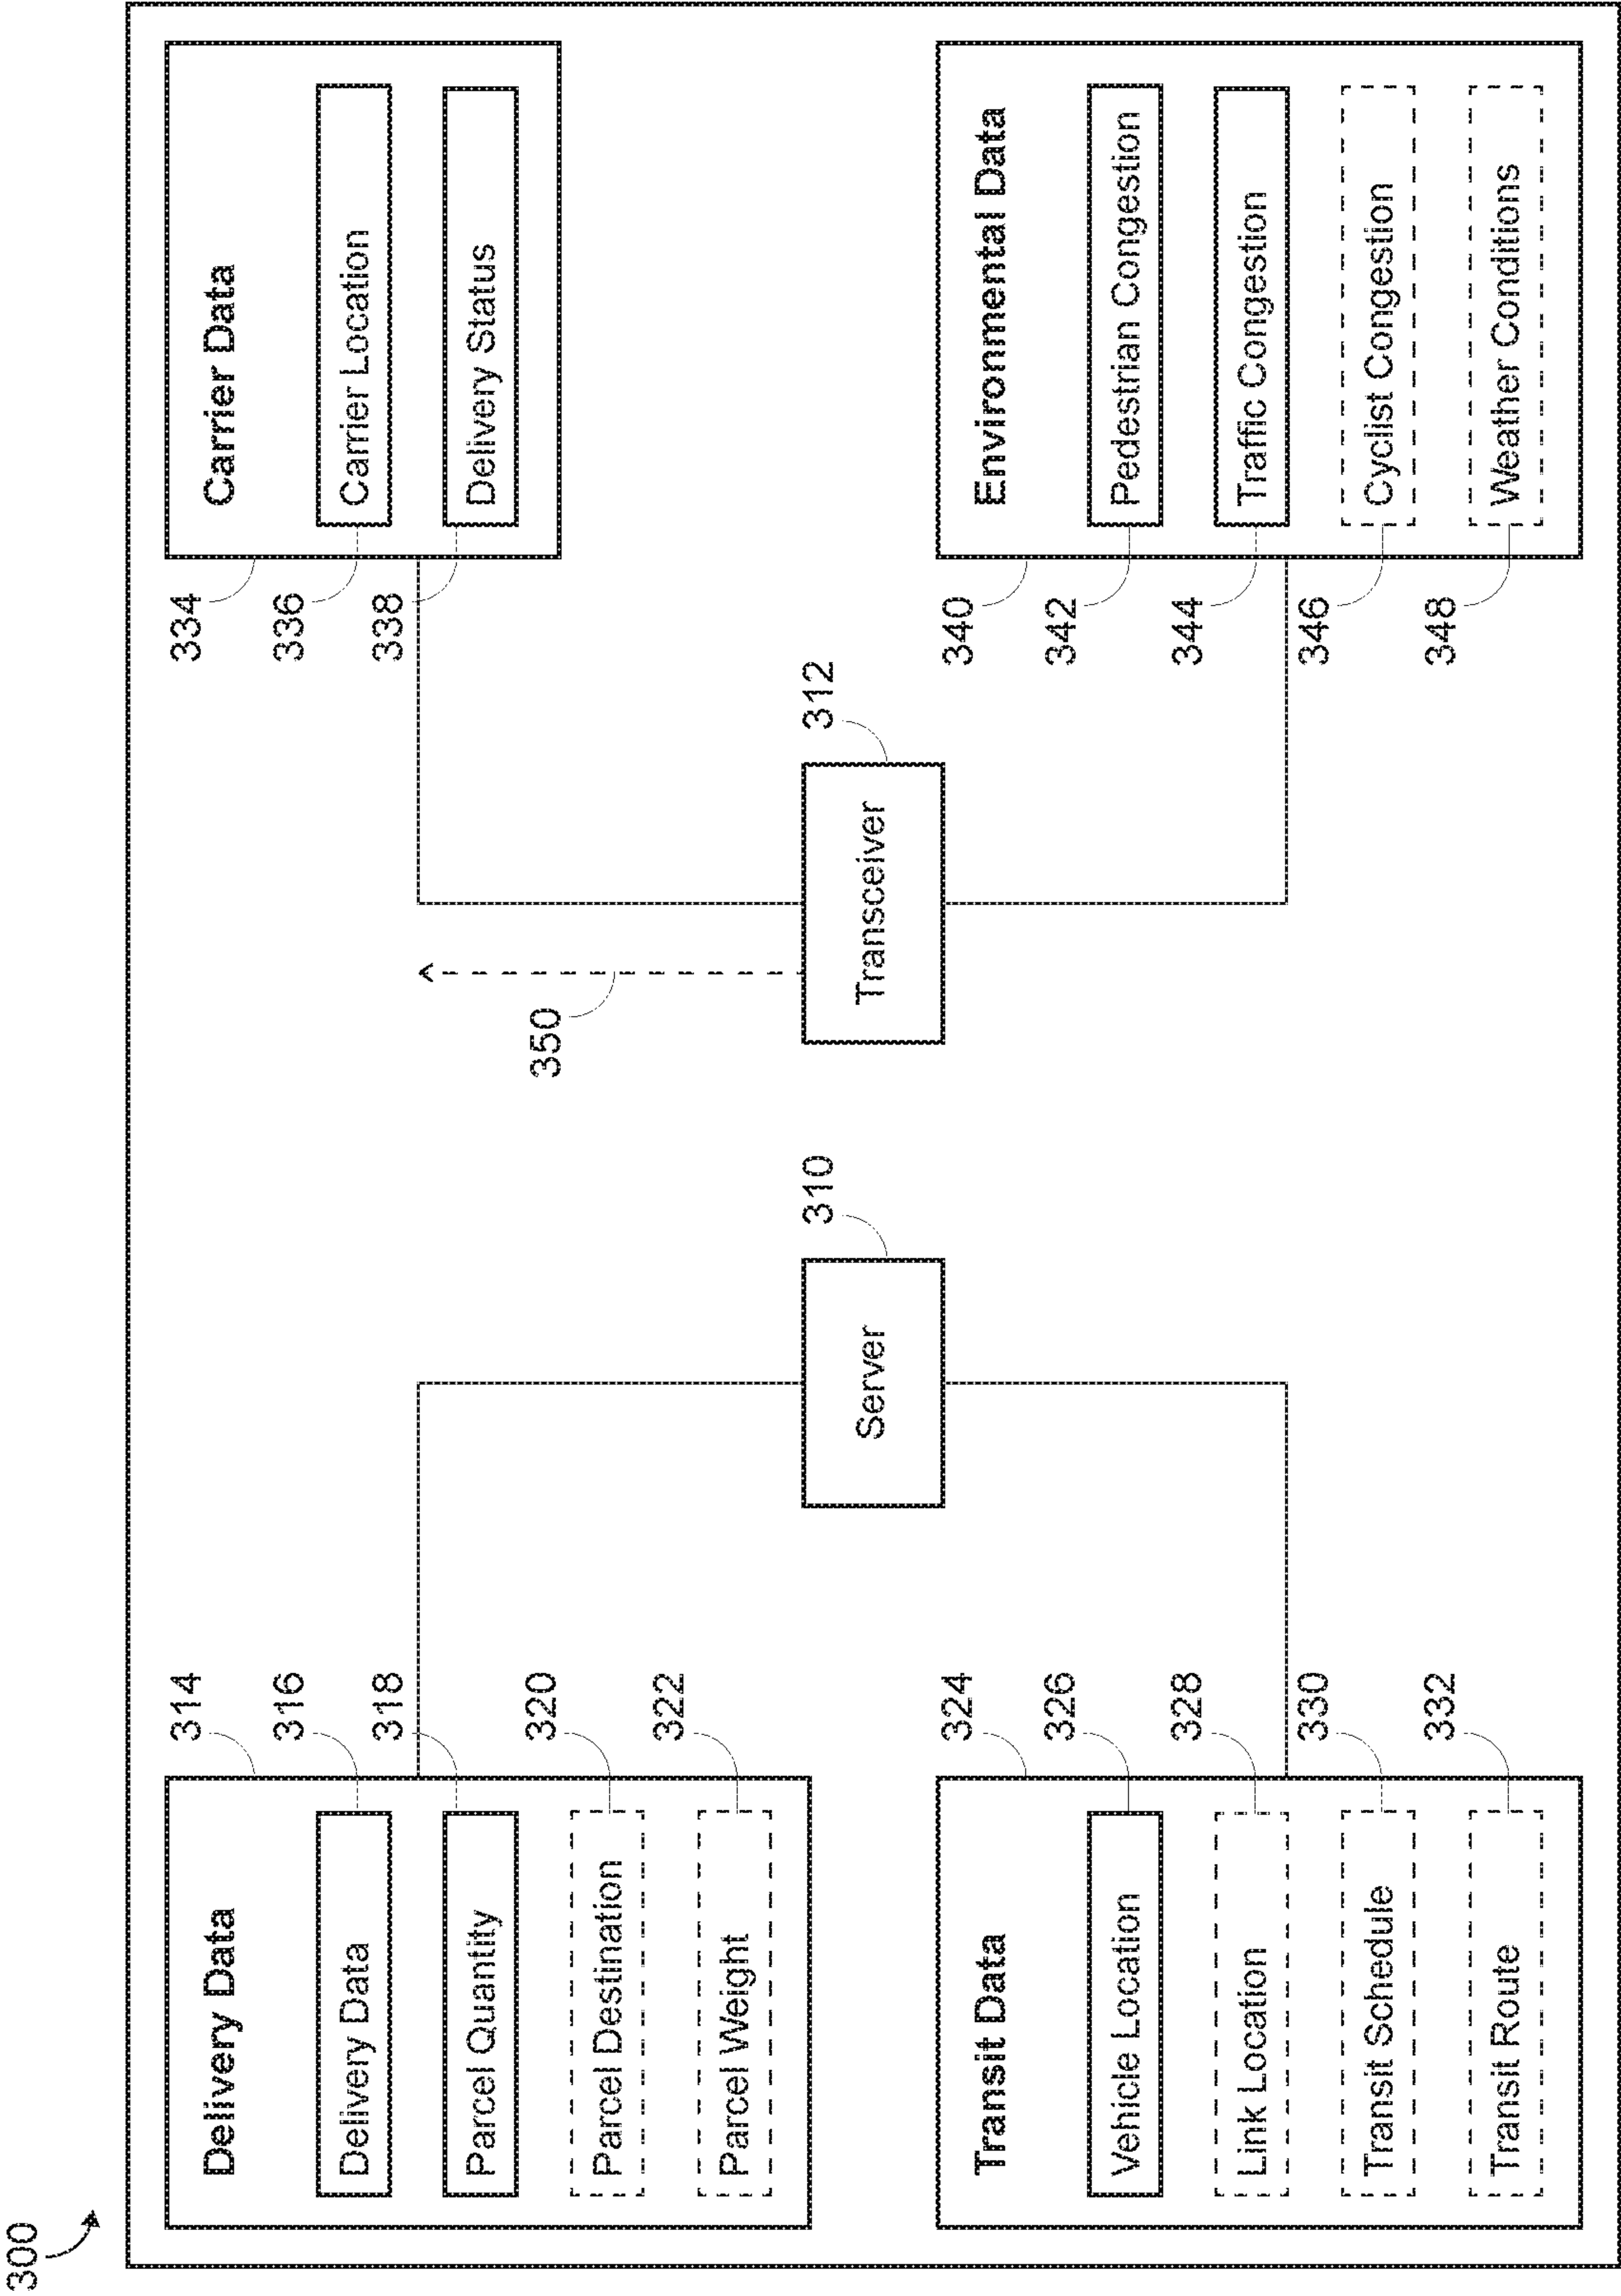 300
Delivery Data
314
Delivery Data
316
Parcel Quantity
318
Parcel Destination
320
Parcel Weight
322
Transit Data
324
Vehicle Location
326
Link Location
328
Transit Schedule
330
Transit Route
332
Server
310
Transceiver
312
350
Carrier Data
334
Carrier Location
336
Delivery Status
338
Environmental Data
340
Pedestrian Congestion
342
Traffic Congestion
344
Cyclist Congestion
346
Weather Conditions
348